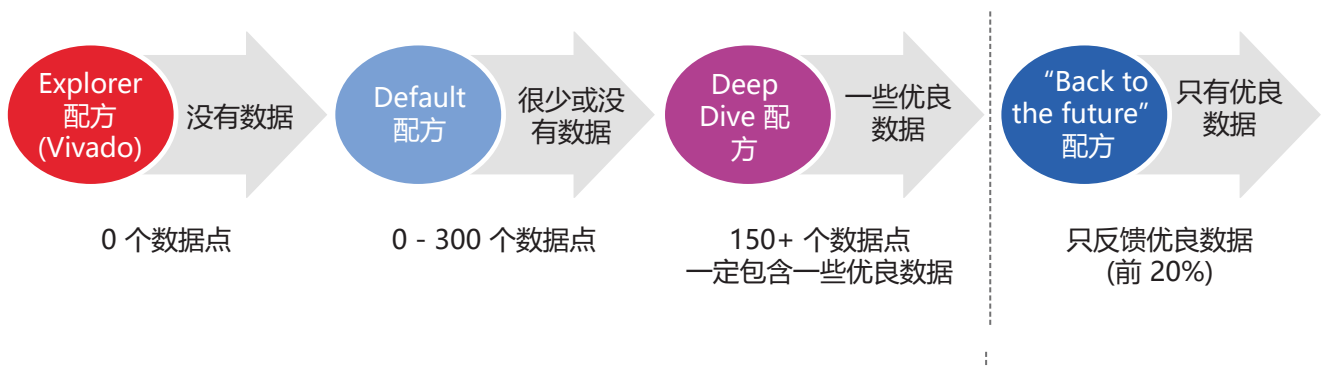 Explorer
配方
(Vivado)
没有数据
Default
配方
很少或没
有数据
Deep
Dive 配
方
一些优良
数据
“Back to
the future”
配方
只有优良
数据
0 个数据点
0 - 300 个数据点
150+ 个数据点
一定包含一些优良数据
只反馈优良数据
(前 20%)